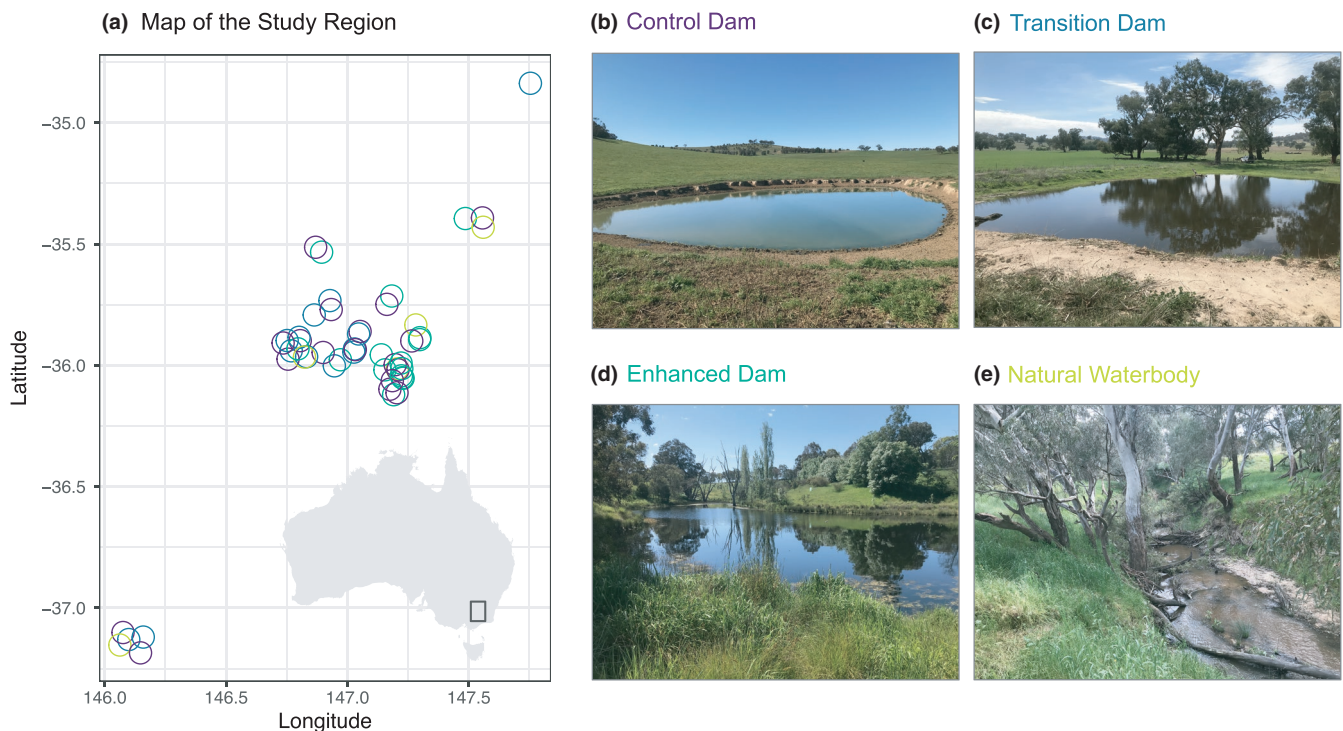 (a) Map of the Study Region
−35.0
−35.5
−36.0
−36.5
−37.0
Latitude
146.0 146.5 147.0 147.5
Longitude
(b) Control Dam
(c) Transition Dam
(d) Enhanced Dam
(e) Natural Waterbody